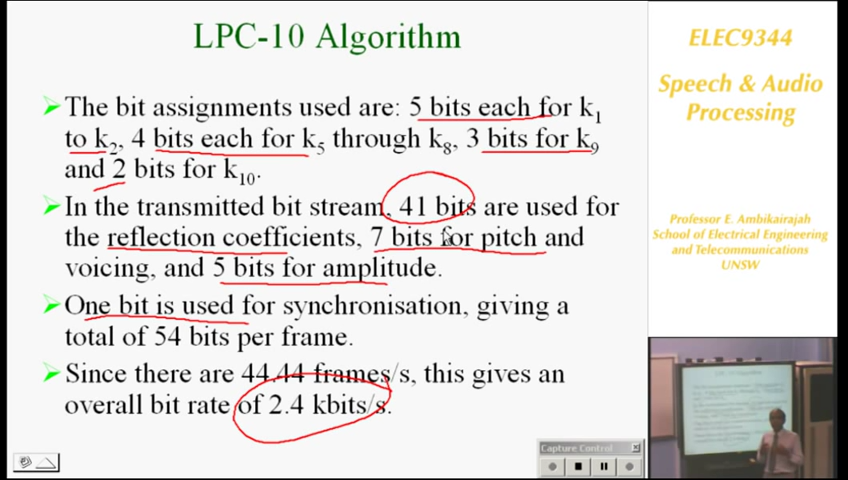 LPC-10 Algorithm
The bit assignments used are: 5 bits each for k1
to k2, 4 bits each for k5 through k8, 3 bits for k9
and 2 bits for k10.
In the transmitted bit stream, 41 bits are used for
the reflection coefficients, 7 bits for pitch and
voicing, and 5 bits for amplitude.
One bit is used for synchronisation, giving a
total of 54 bits per frame.
Since there are 44.44 frames/s, this gives an
overall bit rate of 2.4 kbits/s.
ELEC9344
Speech & Audio
Processing
Professor E. Ambikairajah
School of Electrical Engineering
and Telecommunications
UNSW
Capture Control